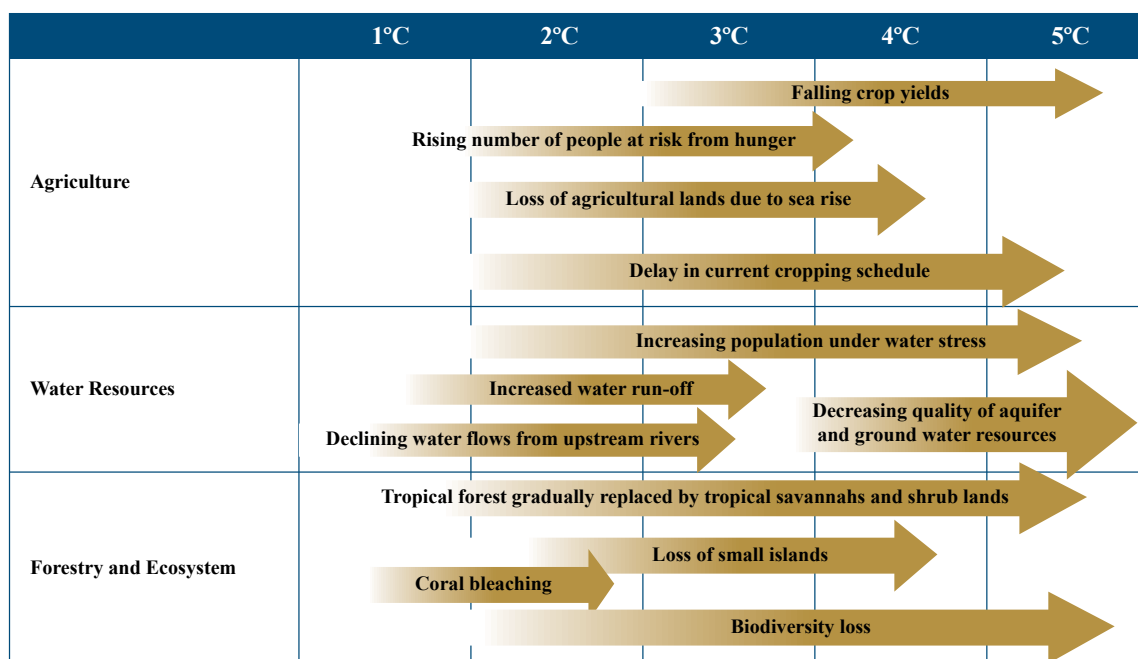 1°C 2°C 3°C 4°C 5°C
Agriculture
Falling crop yields
Rising number of people at risk from hunger
Loss of agricultural lands due to sea rise
Delay in current cropping schedule
Water Resources
Increasing population under water stress
Increased water run-off
Declining water flows from upstream rivers
Decreasing quality of aquifer
and ground water resources
Forestry and Ecosystem
Tropical forest gradually replaced by tropical savannahs and shrub lands
Loss of small islands
Coral bleaching
Biodiversity loss